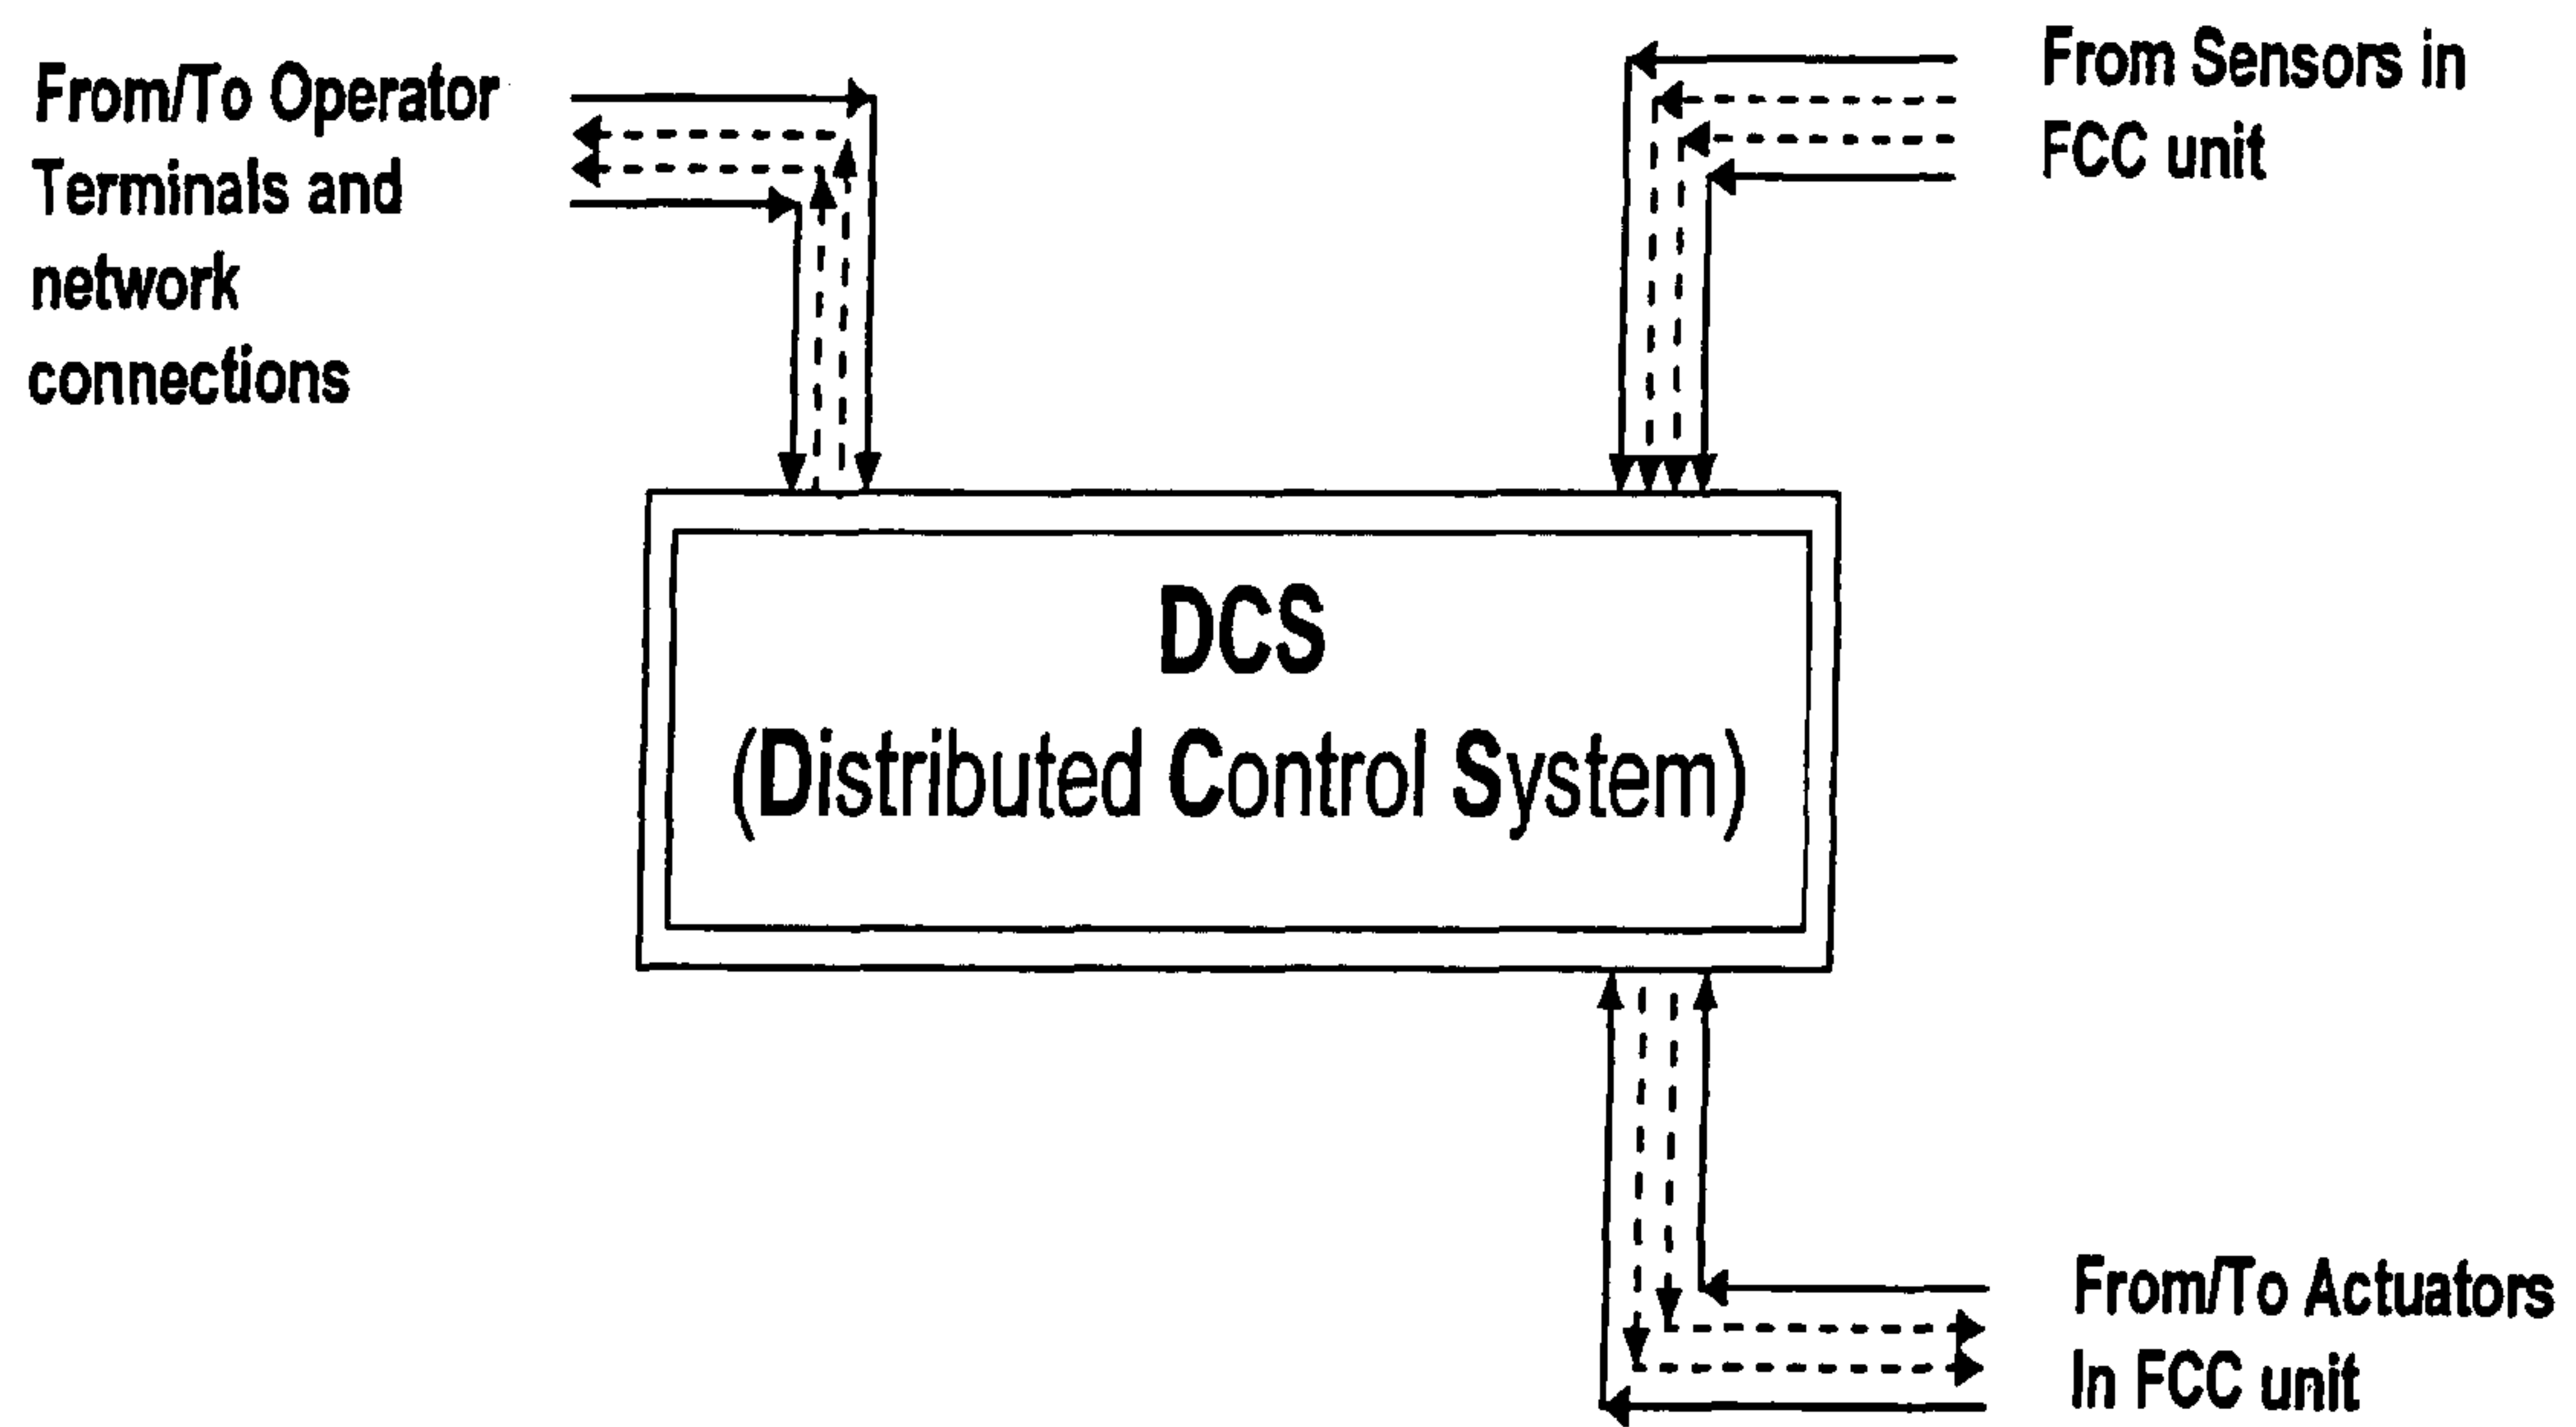 From/To Operator
Terminals and
network
connections
From Sensors in
FCC unit
DCS
(Distributed Control System)
From/To Actuators
In FCC unit